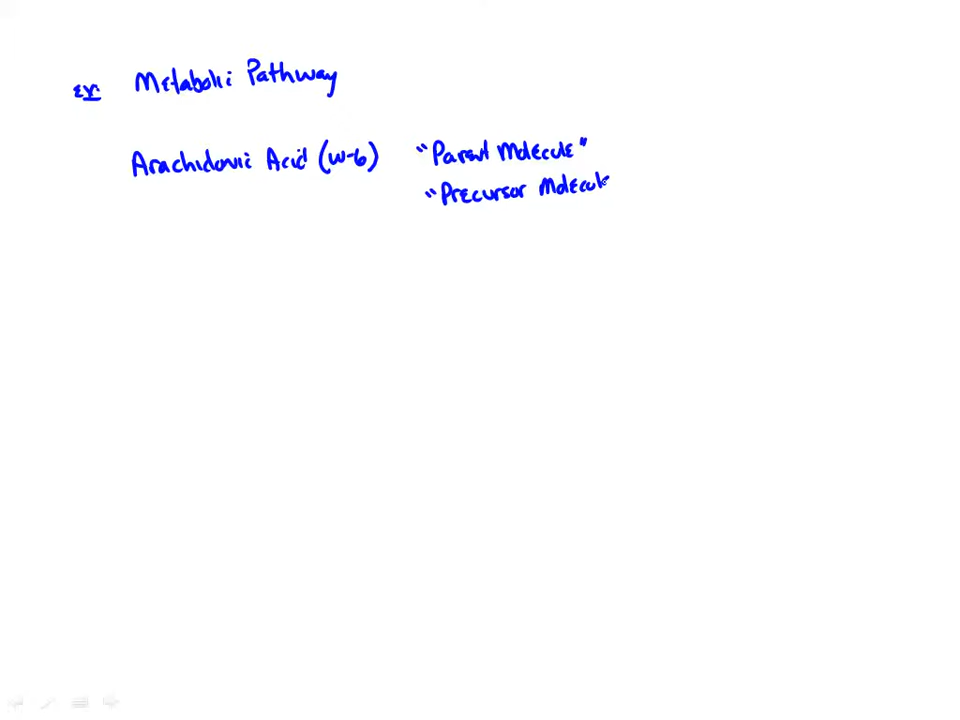 Ex: Metabolic Pathway
Arachidonic Acid (ω-6) "Parent Molecule"
"Precursor Molecule